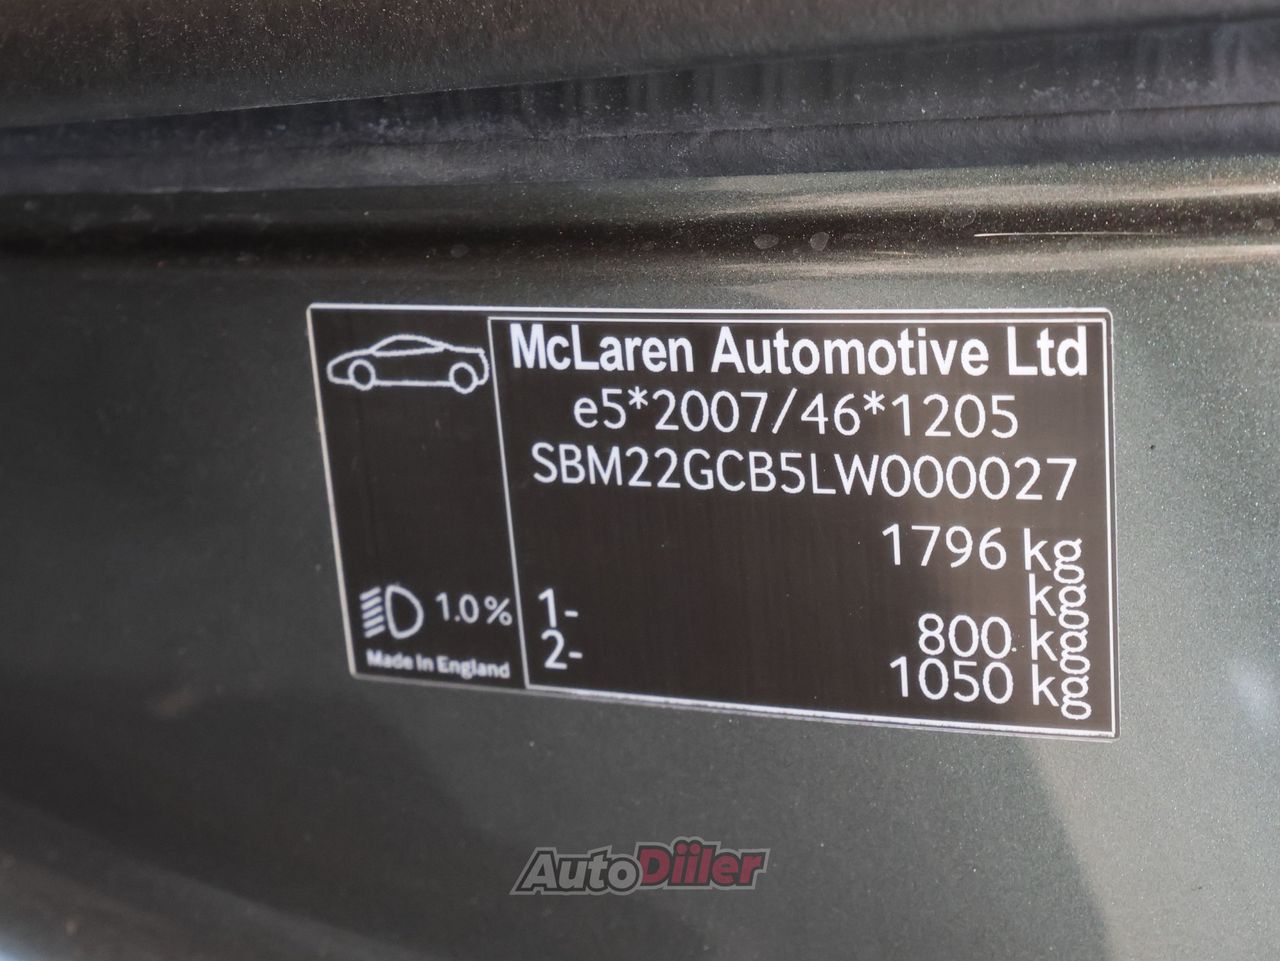 McLaren Automotive Ltd
e5*2007/46*1205
SBM22GCB5LW000027
1796 kg
kg
1- 800 kg
2- 1050 kg
1.0%
Made In England
AutoDiiler